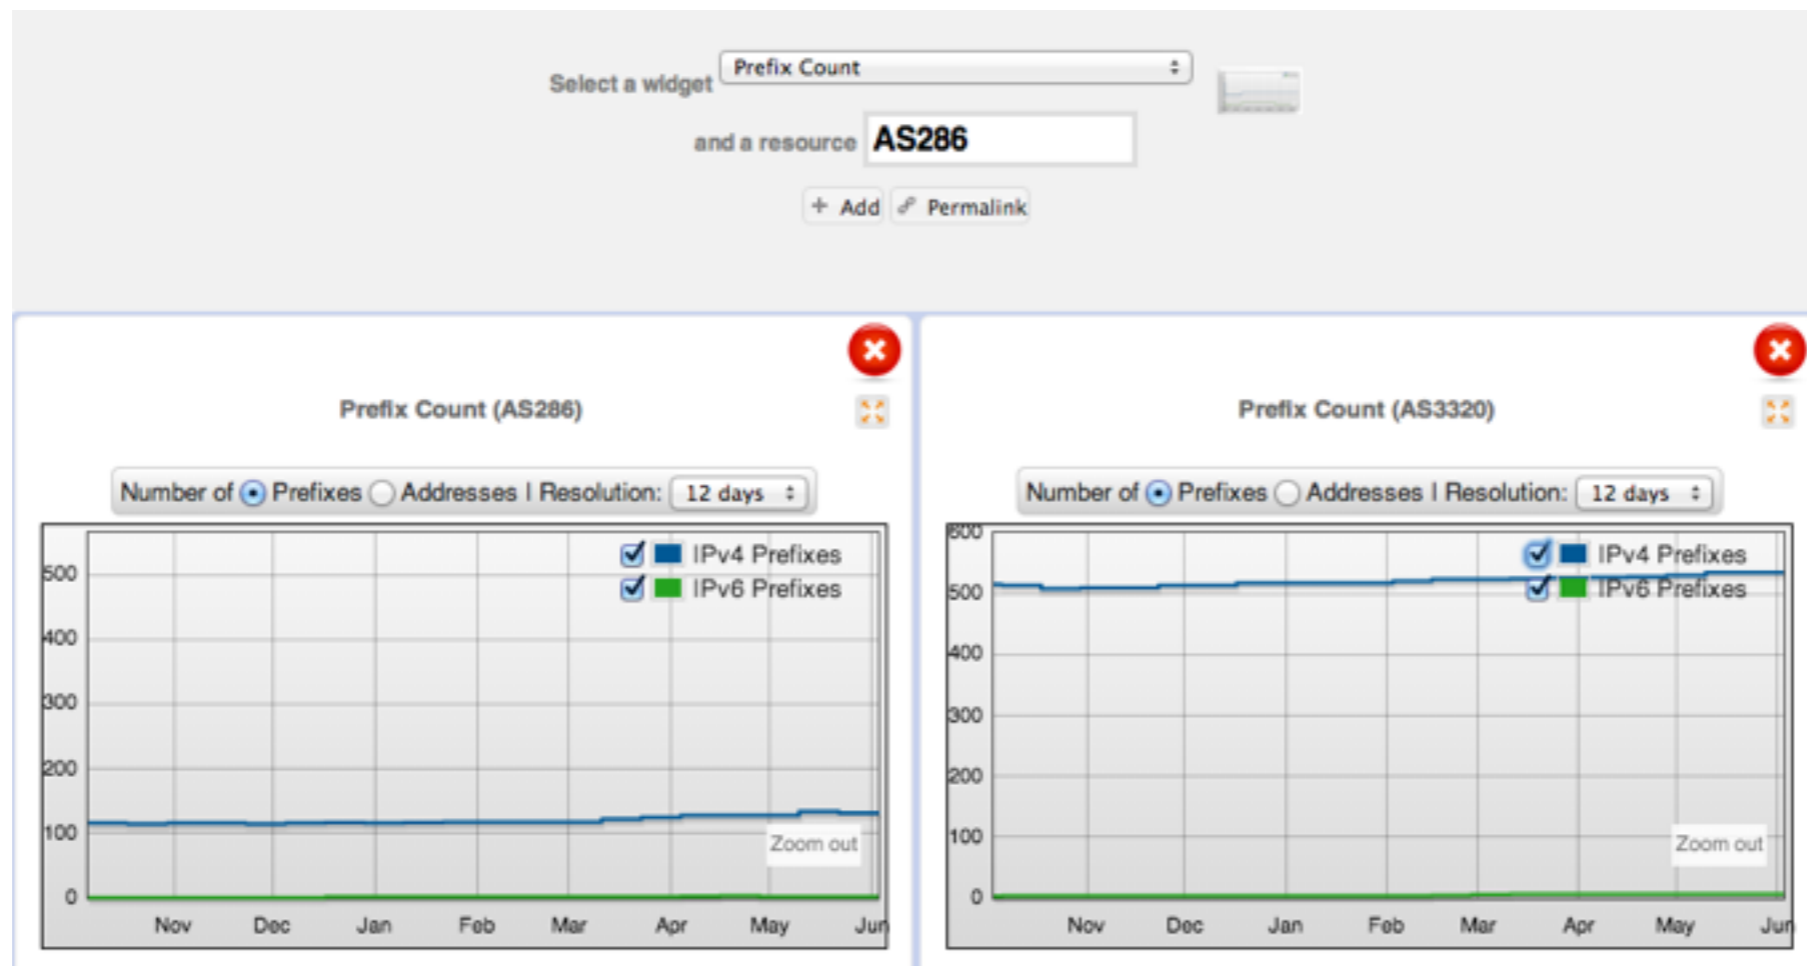 Select a widget Prefix Count
and a resource AS286
+ Add Permalink
Prefix Count (AS286)
Number of Prefixes Addresses | Resolution: 12 days
IPv4 Prefixes
IPv6 Prefixes
500
400
300
200
100
0
Zoom out
Nov Dec Jan Feb Mar Apr May Jun
Prefix Count (AS3320)
Number of Prefixes Addresses | Resolution: 12 days
IPv4 Prefixes
IPv6 Prefixes
600
500
400
300
200
100
0
Zoom out
Nov Dec Jan Feb Mar Apr May Jun